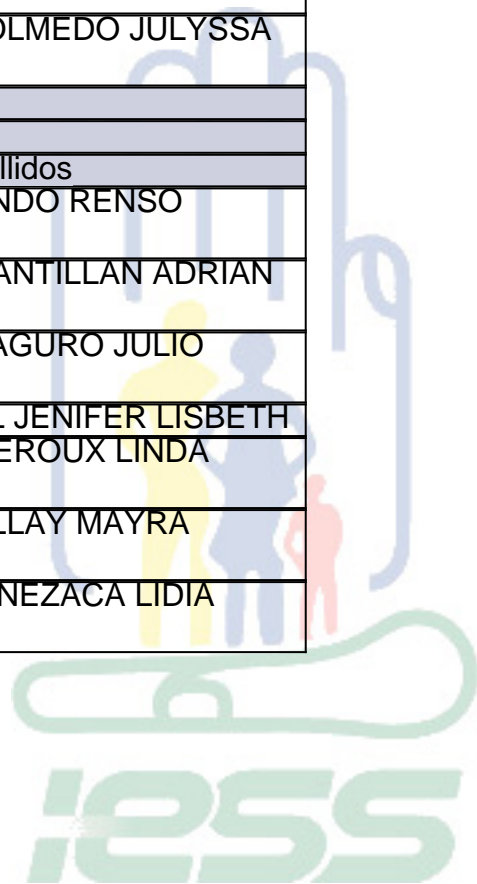 OLMEDO JULYSSA
llidos
NDO RENSO
ANTILLAN ADRIAN
AGURO JULIO
L JENIFER LISBETH
EROUX LINDA
LLAY MAYRA
NEZACA LIDIA
iess